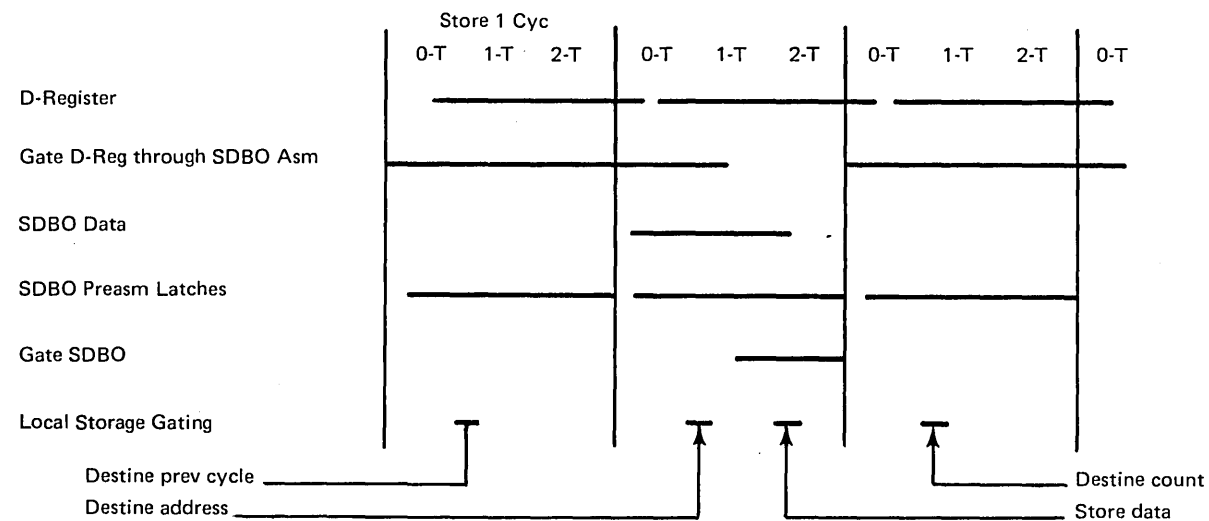 Store 1 Cyc
0-T 1-T 2-T 0-T 1-T 2-T 0-T 1-T 2-T 0-T
D-Register
Gate D-Reg through SDBO Asm
SDBO Data
SDBO Preasm Latches
Gate SDBO
Local Storage Gating
Destine prev cycle
Destine count
Destine address
Store data